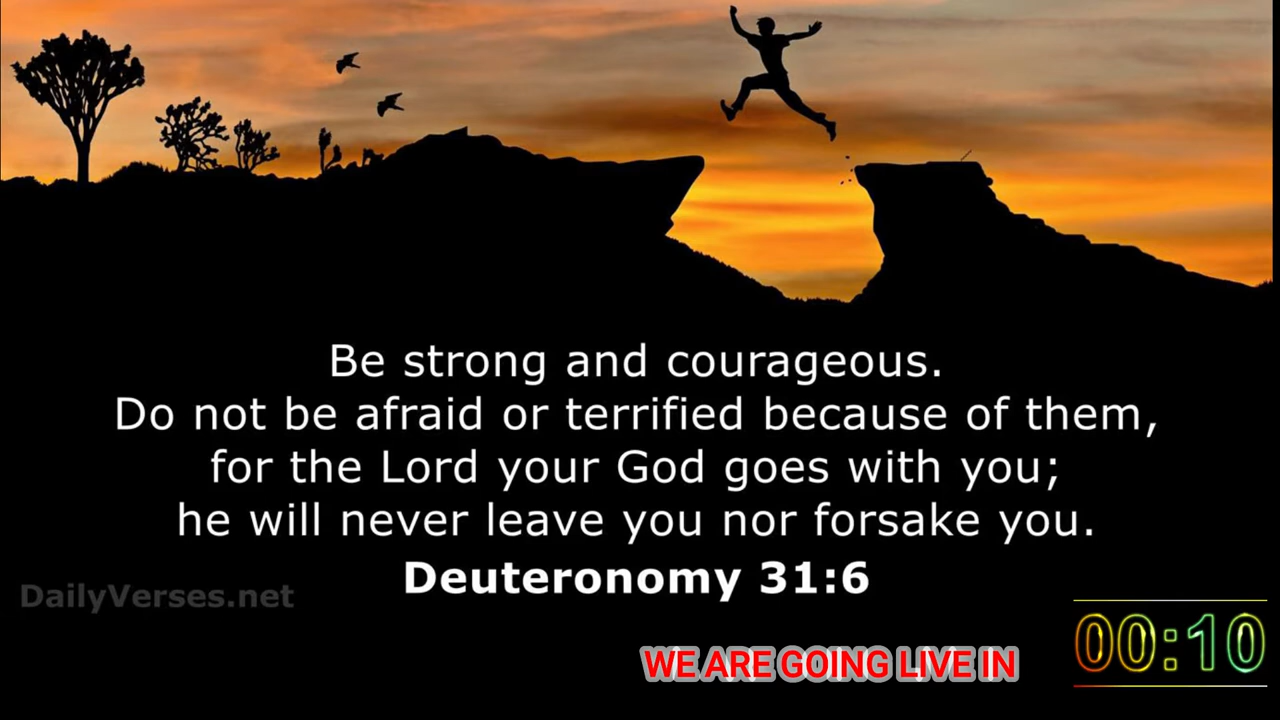 Be strong and courageous.
Do not be afraid or terrified because of them,
for the Lord your God goes with you;
he will never leave you nor forsake you.
Deuteronomy 31:6
DailyVerses.net
WE ARE GOING LIVE IN
00:10